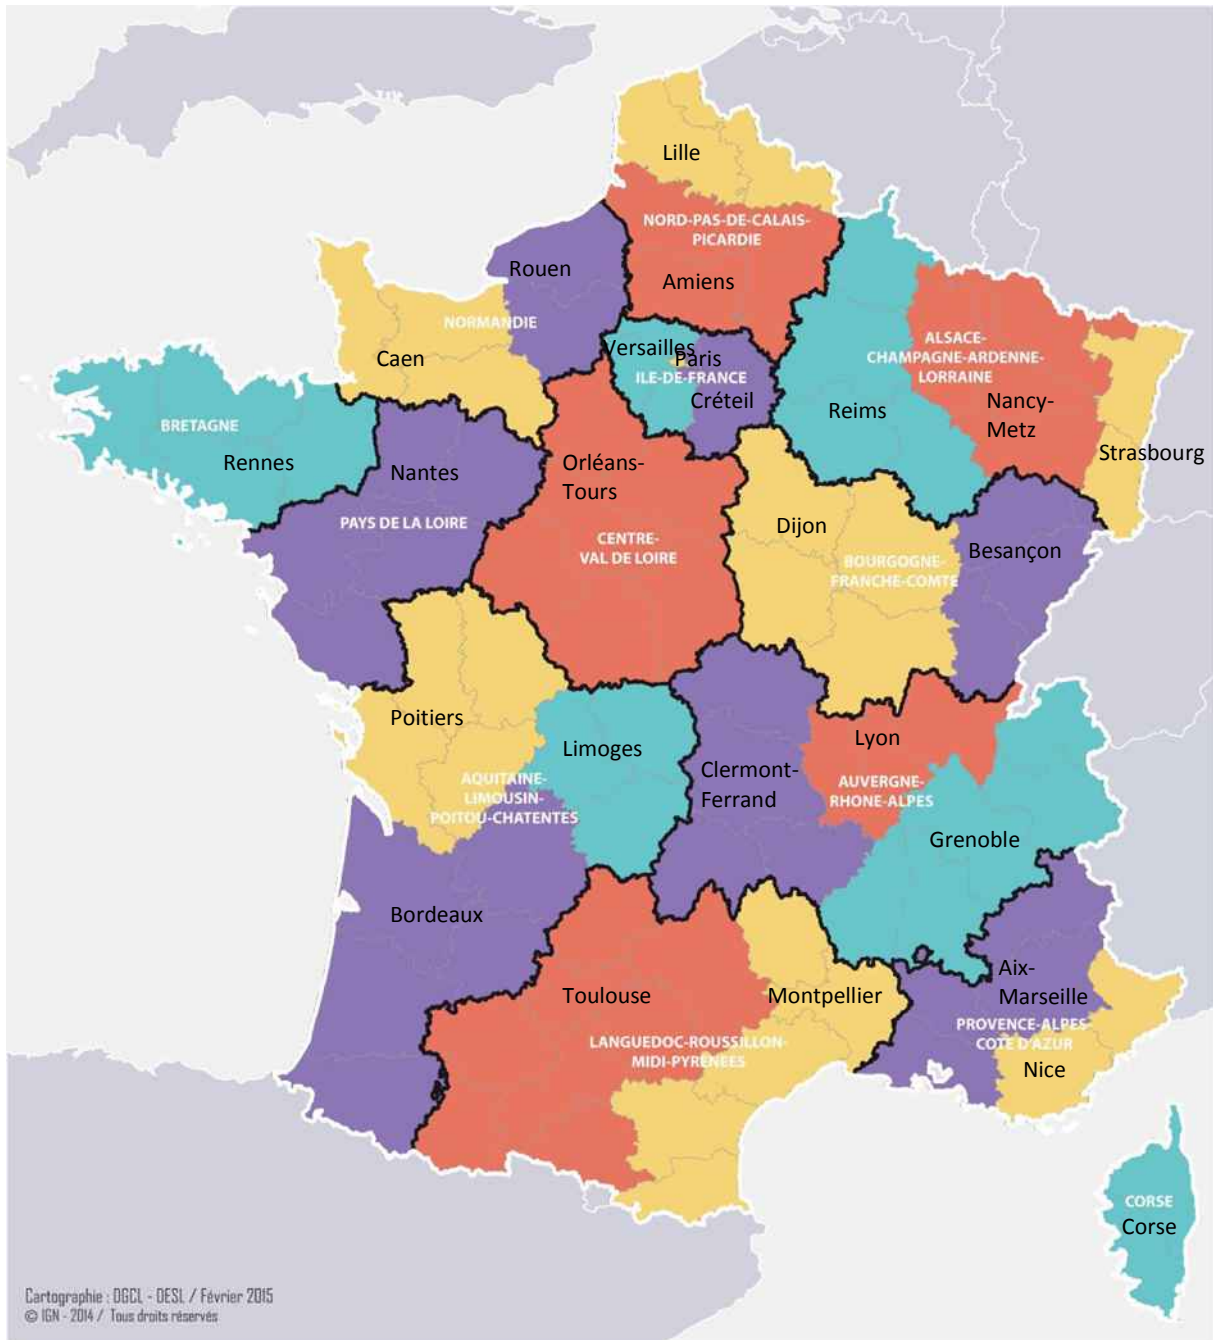 Lille
NORD-PAS-DE-CALAIS-
PICARDIE
Amiens
Rouen
NORMANDIE
Caen
Versailles
Paris
ILE-DE-FRANCE
Créteil
ALSACE-
CHAMPAGNE-ARDENNE-
LORRAINE
Reims
Nancy-
Metz
Strasbourg
BRETAGNE
Rennes
Nantes
PAYS DE LA LOIRE
Orléans-
Tours
CENTRE-
VAL DE LOIRE
Dijon
BOURGOGNE-
FRANCHE-COMTE
Besançon
Poitiers
Limoges
AQUITAINE-
LIMOUSIN-
POITOU-CHATENTES
Clermont-
Ferrand
Lyon
AUVERGNE-
RHONE-ALPES
Grenoble
Bordeaux
Toulouse
Montpellier
LANGUEDOC-ROUSSILLON-
MIDI-PYRENEES
Aix-
Marseille
PROVENCE-ALPES
COTE D'AZUR
Nice
CORSE
Corse
Cartographie : DGCL - DESL / Février 2015
© IGN - 2014 / Tous droits réservés